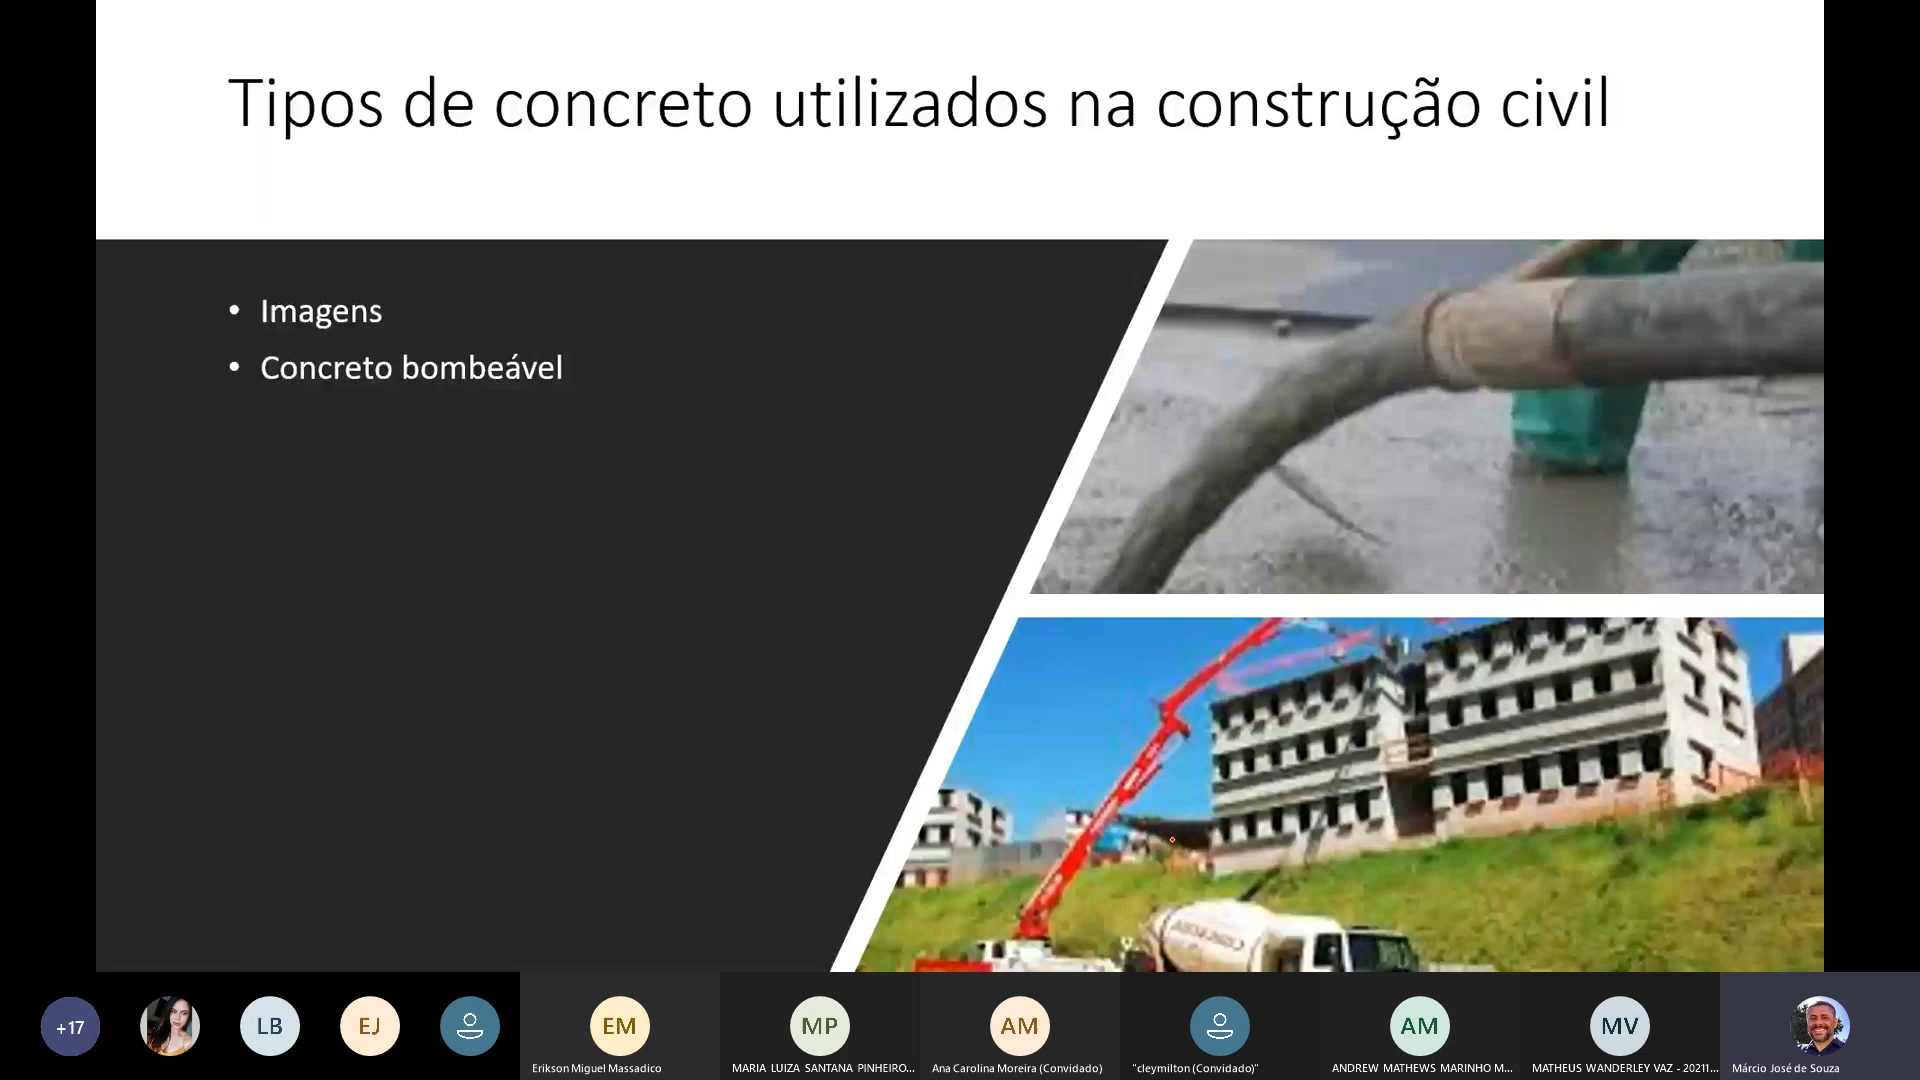 Tipos de concreto utilizados na construção civil
• Imagens
• Concreto bombeável
+17
LB
EJ
EM
MP
AM
AM
MV
Erikson Miguel Massadico
MARIA LUIZA SANTANA PINHEIRO...
Ana Carolina Moreira (Convidado)
"cleymilton (Convidado)"
ANDREW MATHEWS MARINHO M...
MATHEUS WANDERLEY VAZ - 20211...
Márcio José de Souza